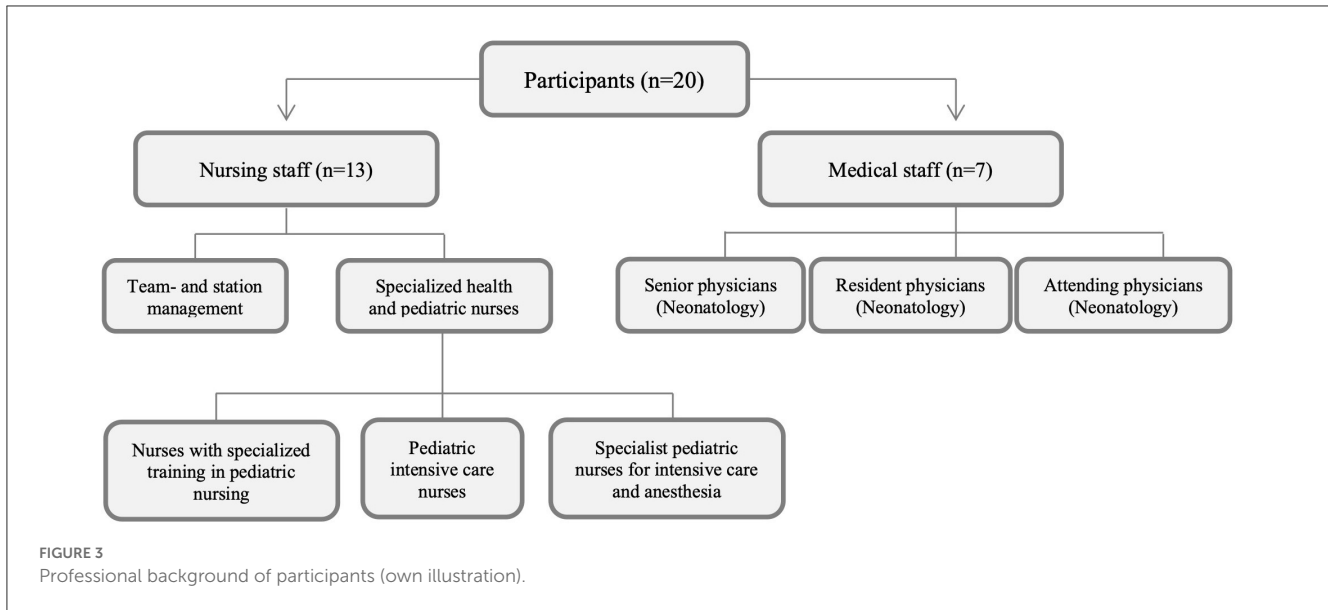 Participants (n=20)
Nursing staff (n=13)
Medical staff (n=7)
Team- and station
management
Specialized health
and pediatric nurses
Senior physicians
(Neonatology)
Resident physicians
(Neonatology)
Attending physicians
(Neonatology)
Nurses with specialized
training in pediatric
nursing
Pediatric
intensive care
nurses
Specialist pediatric
nurses for intensive care
and anesthesia
FIGURE 3
Professional background of participants (own illustration).